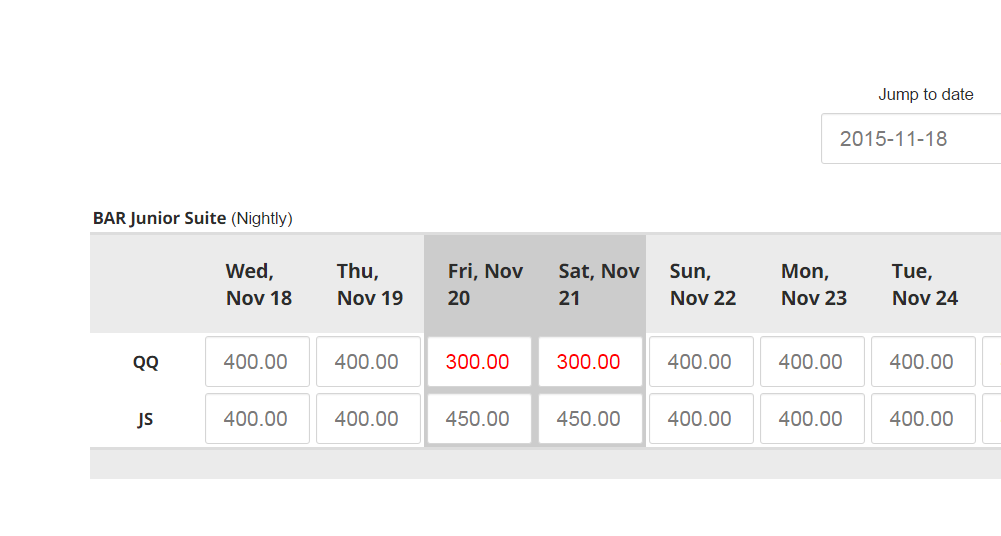 Jump to date
2015-11-18
BAR Junior Suite (Nightly)
Wed, Nov 18
Thu, Nov 19
Fri, Nov 20
Sat, Nov 21
Sun, Nov 22
Mon, Nov 23
Tue, Nov 24
QQ 400.00 400.00 300.00 300.00 400.00 400.00 400.00
JS 400.00 400.00 450.00 450.00 400.00 400.00 400.00